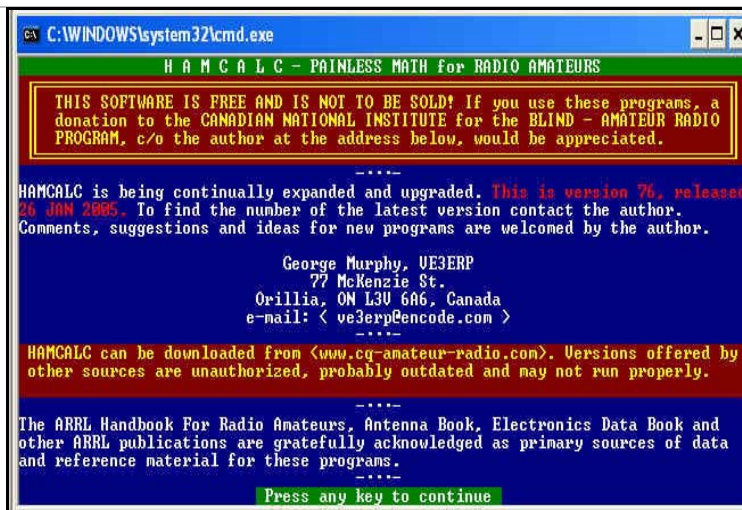 C:\WINDOWS\system32\cmd.exe
H A M C A L C - PAINLESS MATH for RADIO AMATEURS
THIS SOFTWARE IS FREE AND IS NOT TO BE SOLD! If you use these programs, a
donation to the CANADIAN NATIONAL INSTITUTE for the BLIND - AMATEUR RADIO
PROGRAM, c/o the author at the address below, would be appreciated.
HAMCALC is being continually expanded and upgraded. This is version 76, released
26 JAN 2005. To find the number of the latest version contact the author.
Comments, suggestions and ideas for new programs are welcomed by the author.
George Murphy, VE3ERP
77 McKenzie St.
Orillia, ON L3V 6A6, Canada
e-mail: < ve3erp@encode.com >
HAMCALC can be downloaded from <www.cq-amateur-radio.com>. Versions offered by
other sources are unauthorized, probably outdated and may not run properly.
The ARRL Handbook For Radio Amateurs, Antenna Book, Electronics Data Book and
other ARRL publications are gratefully acknowledged as primary sources of data
and reference material for these programs.
Press any key to continue